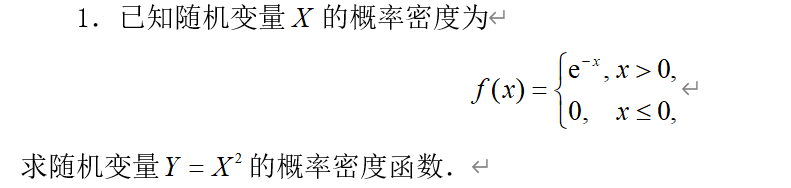 1．已知随机变量 X 的概率密度为↵
f(x) = { e⁻ˣ, x > 0,
0, x ≤ 0, ↵
求随机变量 Y = X² 的概率密度函数．↵